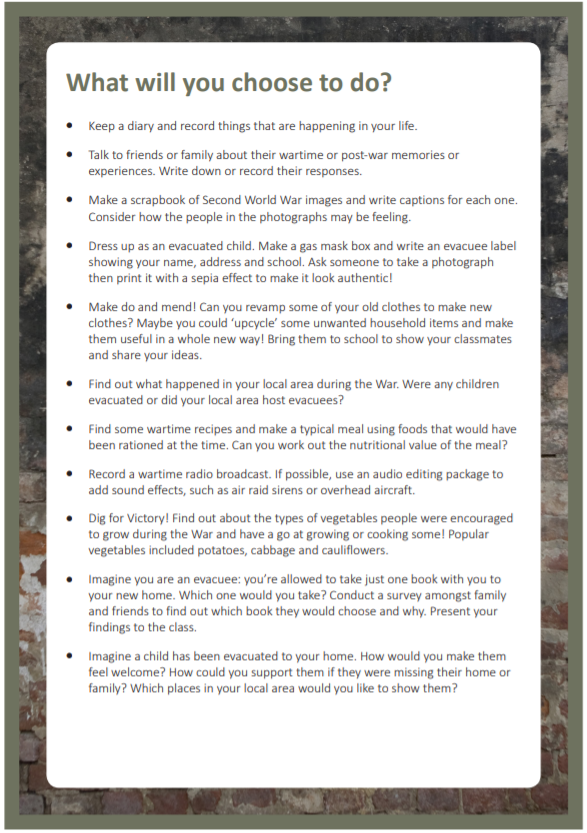 What will you choose to do?
• Keep a diary and record things that are happening in your life.
• Talk to friends or family about their wartime or post-war memories or
experiences. Write down or record their responses.
• Make a scrapbook of Second World War images and write captions for each one.
Consider how the people in the photographs may be feeling.
• Dress up as an evacuated child. Make a gas mask box and write an evacuee label
showing your name, address and school. Ask someone to take a photograph
then print it with a sepia effect to make it look authentic!
• Make do and mend! Can you revamp some of your old clothes to make new
clothes? Maybe you could ‘upcycle’ some unwanted household items and make
them useful in a whole new way! Bring them to school to show your classmates
and share your ideas.
• Find out what happened in your local area during the War. Were any children
evacuated or did your local area host evacuees?
• Find some wartime recipes and make a typical meal using foods that would have
been rationed at the time. Can you work out the nutritional value of the meal?
• Record a wartime radio broadcast. If possible, use an audio editing package to
add sound effects, such as air raid sirens or overhead aircraft.
• Dig for Victory! Find out about the types of vegetables people were encouraged
to grow during the War and have a go at growing or cooking some! Popular
vegetables included potatoes, cabbage and cauliflowers.
• Imagine you are an evacuee: you’re allowed to take just one book with you to
your new home. Which one would you take? Conduct a survey amongst family
and friends to find out which book they would choose and why. Present your
findings to the class.
• Imagine a child has been evacuated to your home. How would you make them
feel welcome? How could you support them if they were missing their home or
family? Which places in your local area would you like to show them?